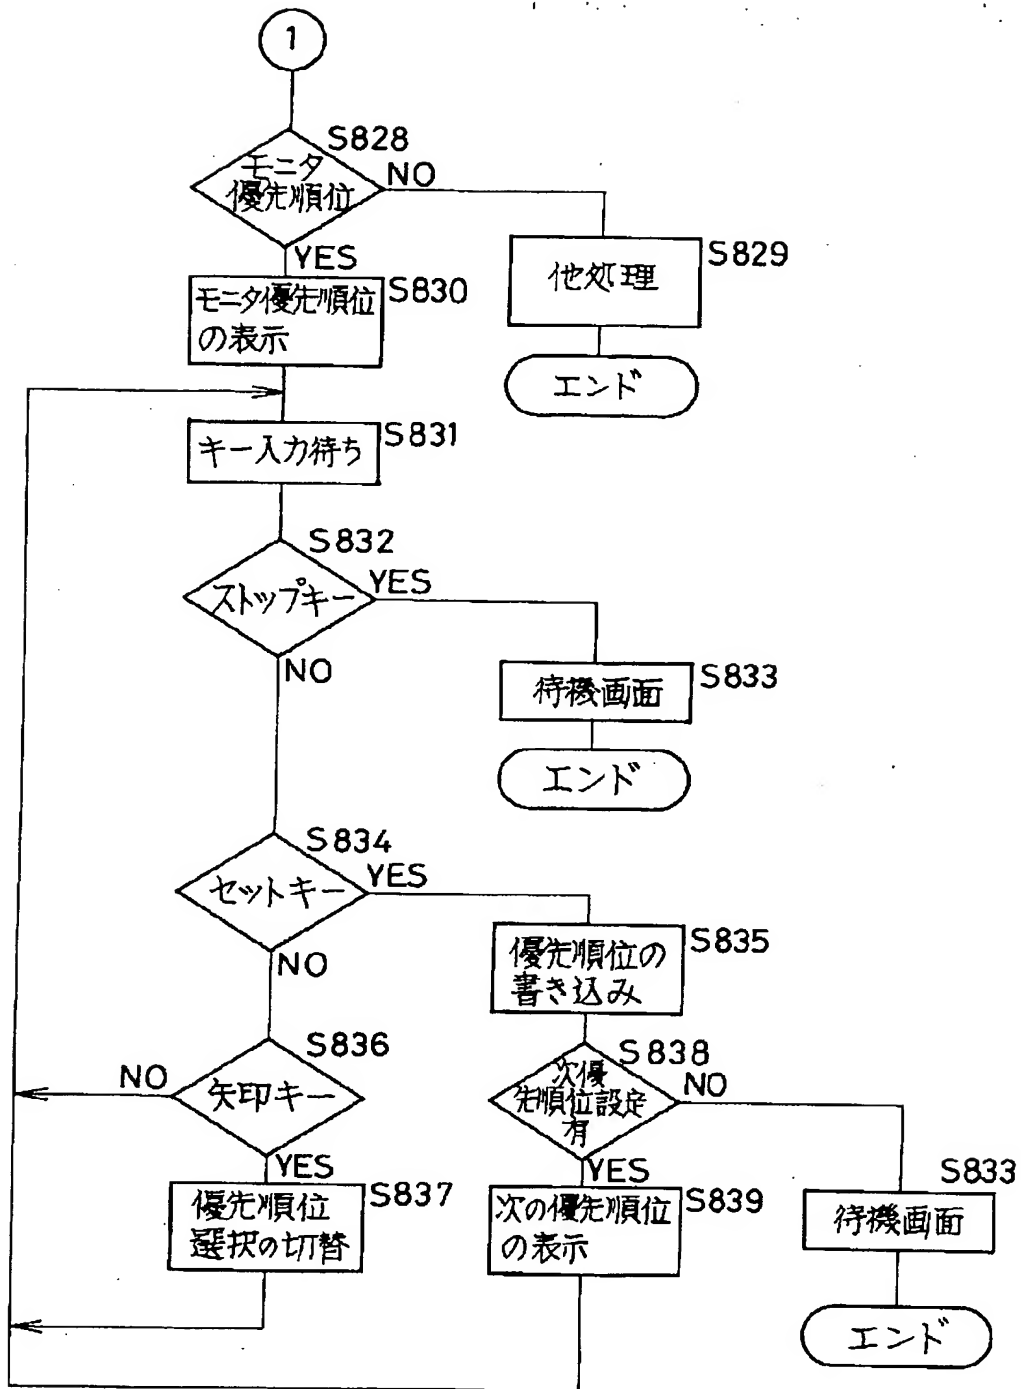 1
S828
モニタ
優先順位
NO
YES
他処理
S829
エンド
モニタ優先順位
の表示
S830
キー入力待ち
S831
S832
ストップキー
YES
NO
待機画面
S833
エンド
S834
セットキー
YES
NO
優先順位の
書き込み
S835
S836
矢印キー
NO
YES
優先順位
選択の切替
S837
S838
次優
先順位設定
有
NO
YES
次の優先順位
の表示
S839
S833
待機画面
エンド